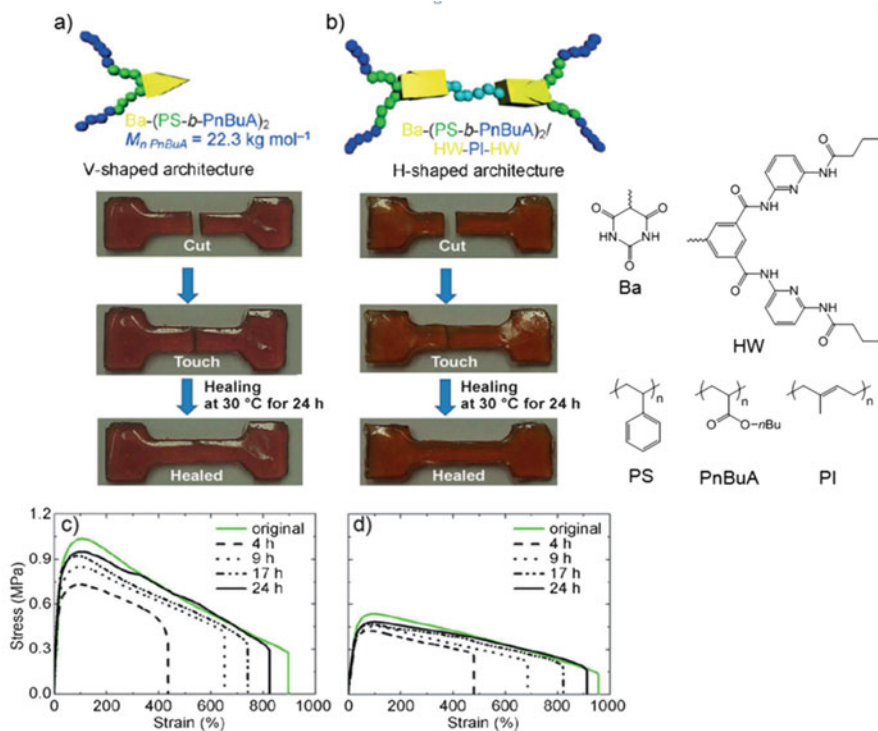 a)
Ba-(PS-b-PnBuA)₂
Mₙ PnBuA = 22.3 kg mol⁻¹
V-shaped architecture
Cut
Touch
Healing
at 30 °C for 24 h
Healed
b)
Ba-(PS-b-PnBuA)₂/
HW-PI-HW
H-shaped architecture
Cut
Touch
Healing
at 30 °C for 24 h
Healed
O
O
NH
HN
O
Ba
O
NH
N
NH
O
O
NH
N
NH
O
HW
n
PS
n
O
O-nBu
PnBuA
n
PI
c)
original
4 h
9 h
17 h
24 h
Stress (MPa)
1.2
0.9
0.6
0.3
0.0
0
200
400
600
800
1000
Strain (%)
d)
original
4 h
9 h
17 h
24 h
0
200
400
600
800
1000
Strain (%)